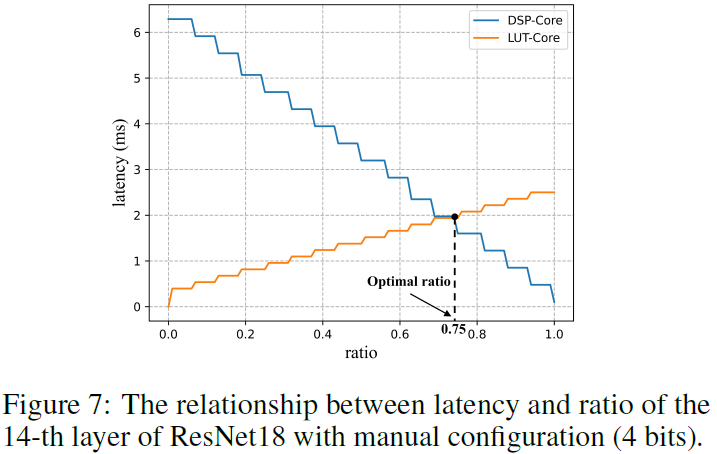 DSP-Core
LUT-Core
6
5
4
3
2
1
0
latency (ms)
Optimal ratio
0.75
0.0
0.2
0.4
0.6
0.8
1.0
ratio
Figure 7: The relationship between latency and ratio of the
14-th layer of ResNet18 with manual configuration (4 bits).